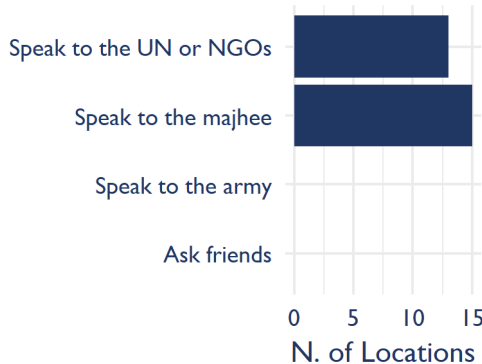 Speak to the UN or NGOs
Speak to the majhee
Speak to the army
Ask friends
0 5 10 15
N. of Locations